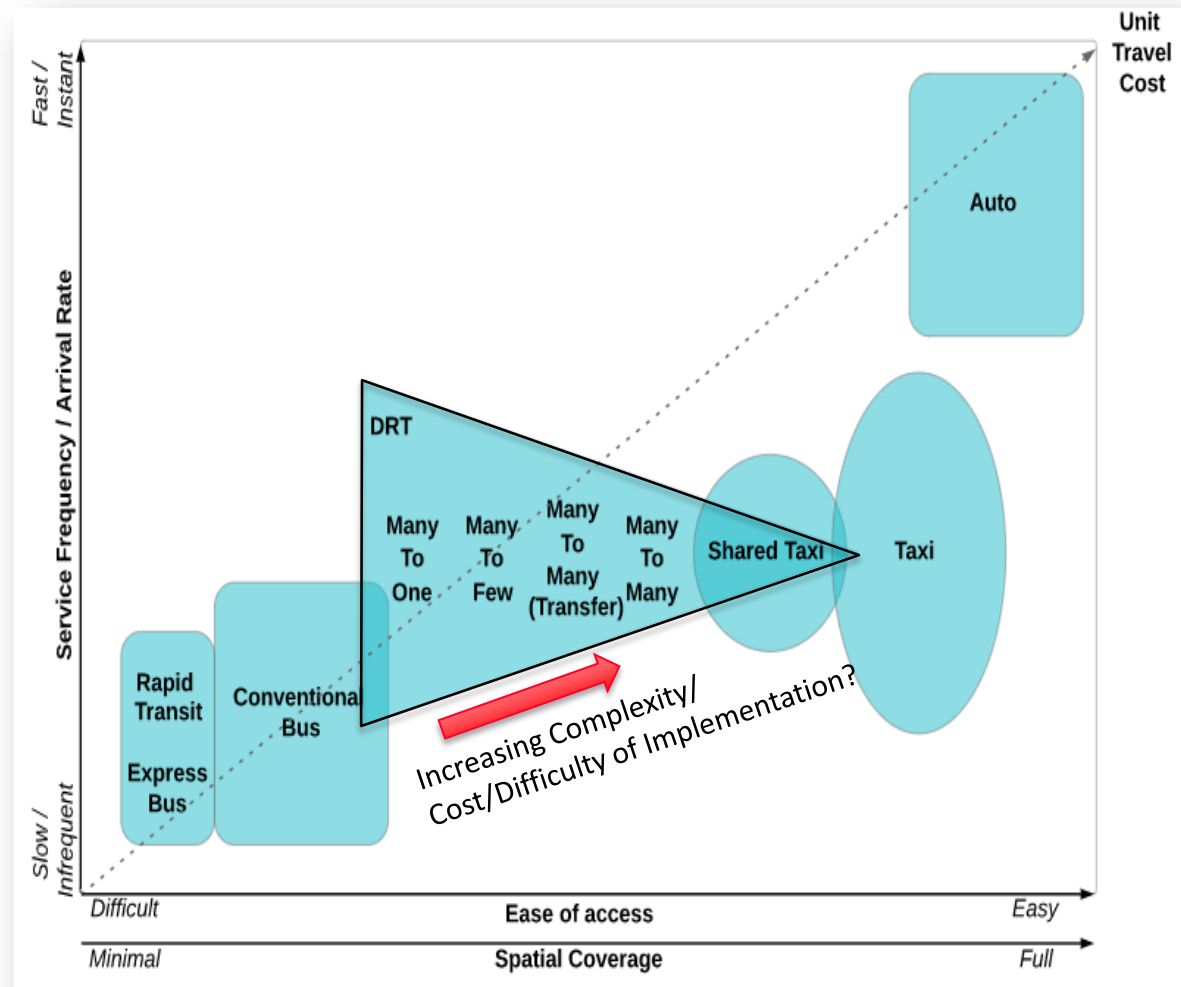 Unit
Travel
Cost
Fast /
Instant
Service Frequency / Arrival Rate
Slow /
Infrequent
Auto
DRT
Many
To
One
Many
To
Few
Many
To
Many
(Transfer)
Many
To
Many
Shared Taxi
Taxi
Rapid
Transit
Express
Bus
Conventiona
Bus
Increasing Complexity/
Cost/Difficulty of Implementation?
Difficult
Ease of access
Easy
Minimal
Spatial Coverage
Full